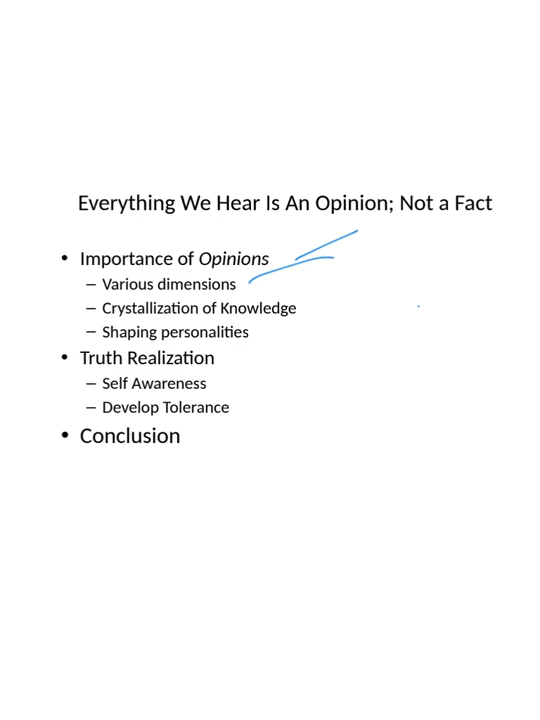 Everything We Hear Is An Opinion; Not a Fact
• Importance of Opinions
– Various dimensions
– Crystallization of Knowledge
– Shaping personalities
• Truth Realization
– Self Awareness
– Develop Tolerance
• Conclusion